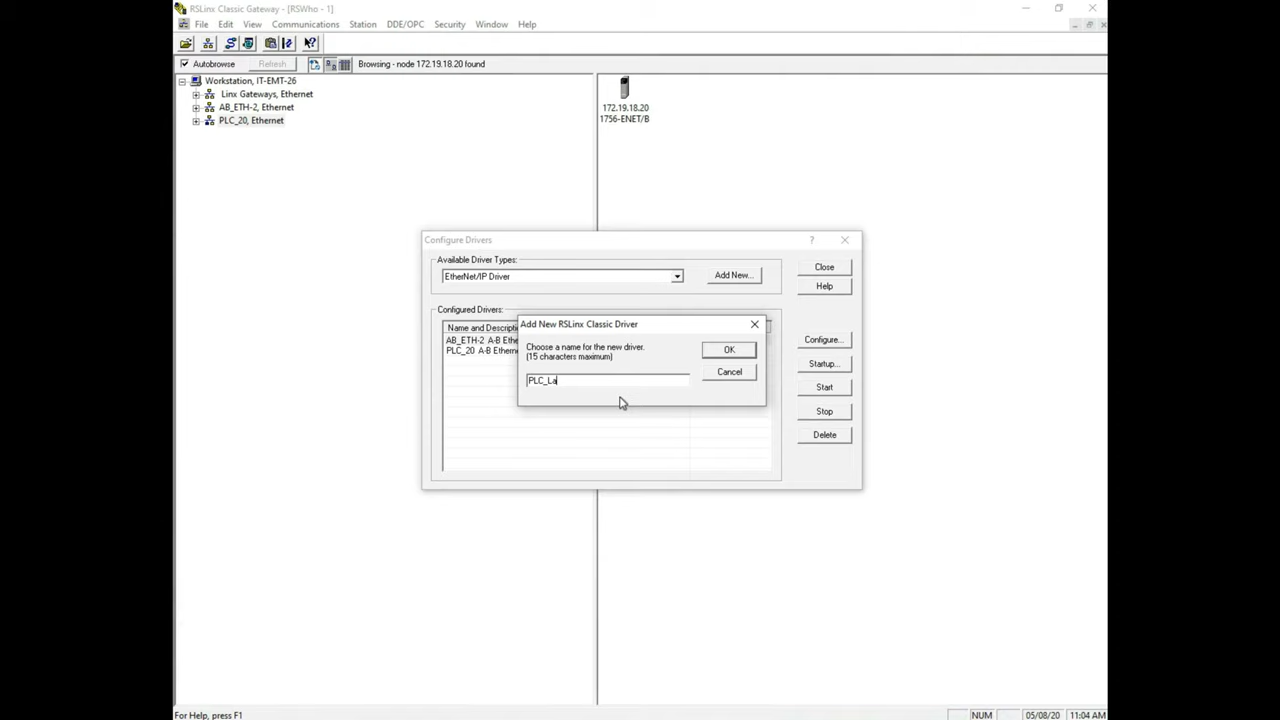 RSLinx Classic Gateway - [RSWho - 1]
File Edit View Communications Station DDE/OPC Security Window Help
Autobrowse Refresh Browsing - node 172.19.18.20 found
Workstation, IT-EMT-26
Linx Gateways, Ethernet
AB_ETH-2, Ethernet
PLC_20, Ethernet
172.19.18.20
1756-ENET/B
Configure Drivers
?
Available Driver Types:
EtherNet/IP Driver
Add New...
Close
Help
Configured Drivers:
Name and Descripti
AB_ETH-2 A-B Ethe
PLC_20 A-B Ethern
Add New RSLinx Classic Driver
Choose a name for the new driver.
(15 characters maximum)
PLC_La
OK
Cancel
Configure...
Startup...
Start
Stop
Delete
For Help, press F1
NUM 05/08/20 11:04 AM